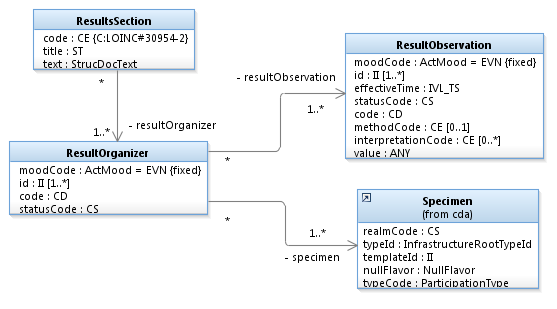 ResultsSection
code : CE {C:LOINC#30954-2}
title : ST
text : StrucDocText
*
1..*
- resultOrganizer
ResultOrganizer
moodCode : ActMood = EVN {fixed}
id : II [1..*]
code : CD
statusCode : CS
- resultObservation
*
1..*
ResultObservation
moodCode : ActMood = EVN {fixed}
id : II [1..*]
effectiveTime : IVL_TS
statusCode : CS
code : CD
methodCode : CE [0..1]
interpretationCode : CE [0..*]
value : ANY
*
1..*
- specimen
Specimen
(from cda)
realmCode : CS
typeId : InfrastructureRootTypeId
templateId : II
nullFlavor : NullFlavor
typeCode : ParticipationType